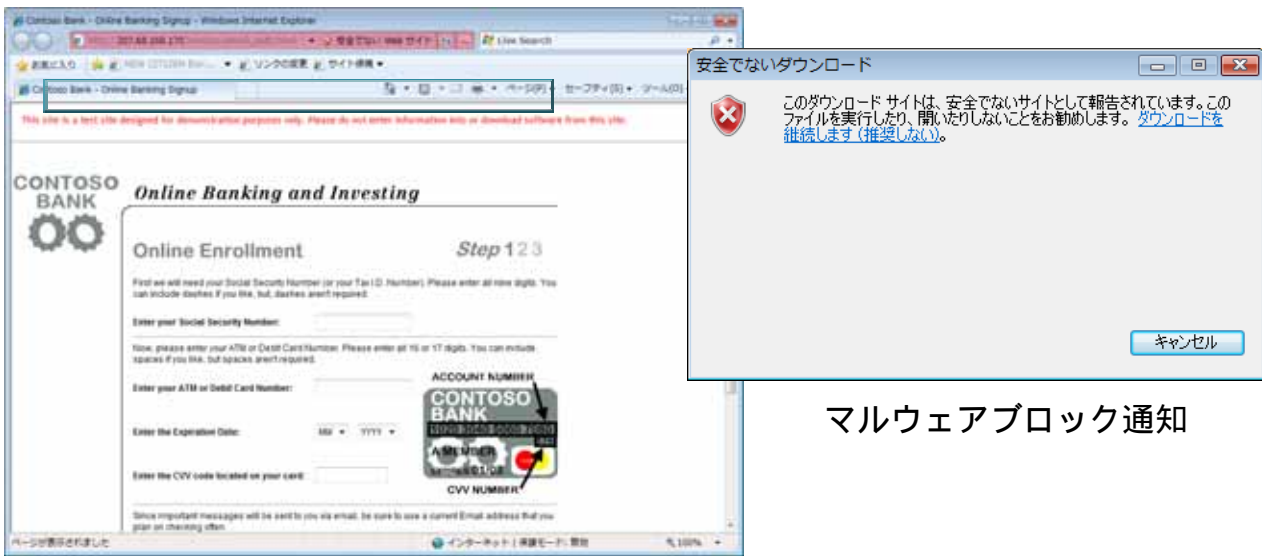 Contoso Bank - Online Banking Signup - Windows Internet Explorer
207.68.
安全でない Web サイト
Live Search
お気に入り
リンクの変更
サイト候補
Contoso Bank - Online Banking Signup
ページ(P)
セーフティ(S)
ツール(O)
This site is a test site designed for demonstration purposes only. Please do not enter information into or download software from this site.
CONTOSO
BANK
Online Banking and Investing
Online Enrollment
Step 1 2 3
First we will need your Social Security Number (or your Tax I.D. Number). Please enter all nine digits. You
can include dashes if you like, but, dashes aren't required.
Enter your Social Security Number:
Now, please enter your ATM or Debit Card Number. Please enter all 16 or 17 digits. You can include
spaces if you like, but spaces aren't required.
Enter your ATM or Debit Card Number:
ACCOUNT NUMBER
CONTOSO
BANK
Enter the Expiration Date:
MM
YYYY
A MEMBER
Enter the CVV code located on your card:
CVV NUMBER
Since important messages will be sent to you via email, be sure to use a current Email address that you
plan on checking often.
ページが表示されました
インターネット | 保護モード: 無効
100%
安全でないダウンロード
このダウンロード サイトは、安全でないサイトとして報告されています。この
ファイルを実行したり、開いたりしないことをお勧めします。 ダウンロードを
継続します (推奨しない)。
キャンセル
マルウェアブロック通知